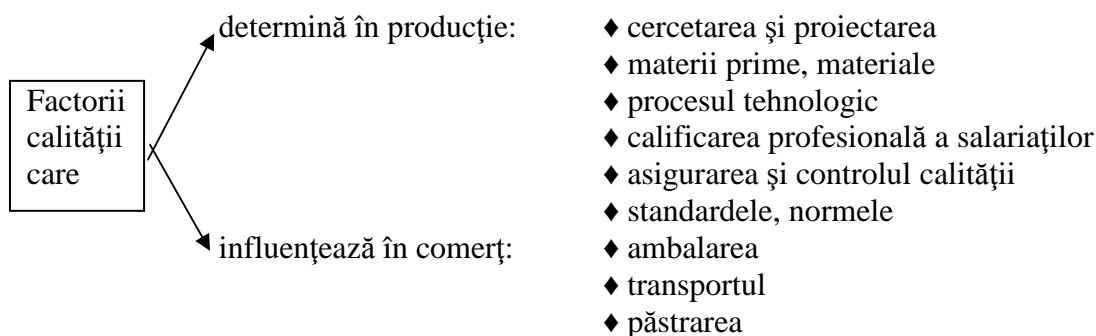 determină în producţie:
♦ cercetarea şi proiectarea
♦ materii prime, materiale
Factorii
calităţii
care
♦ procesul tehnologic
♦ calificarea profesională a salariaţilor
♦ asigurarea şi controlul calităţii
♦ standardele, normele
influenţează în comerţ:
♦ ambalarea
♦ transportul
♦ păstrarea